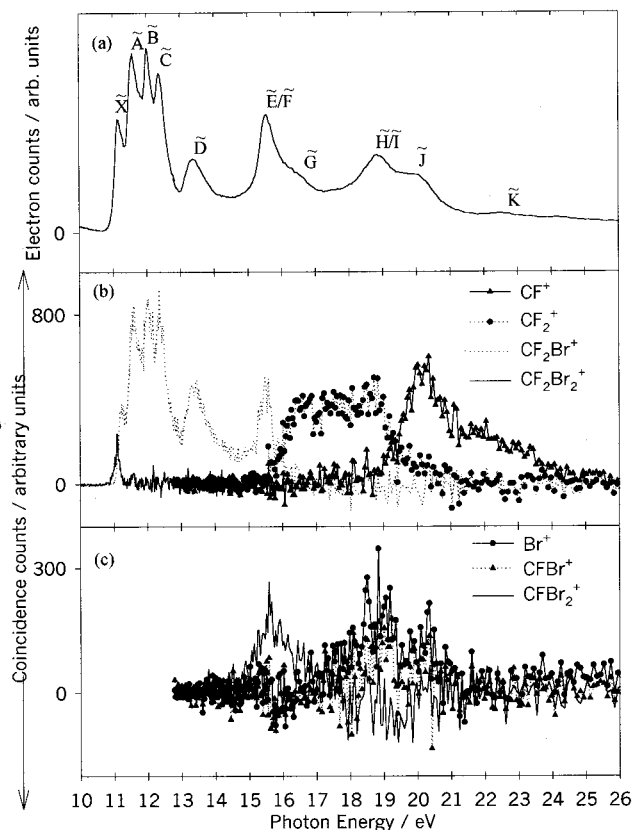 (a)
Electron counts / arb. units
X̃
Ã
B̃
C̃
D̃
Ẽ/F̃
G̃
H̃/Ĩ
J̃
K̃
0
(b)
CF⁺
CF₂⁺
CF₂Br⁺
CF₂Br₂⁺
800
0
Coincidence counts / arbitrary units
(c)
Br⁺
CFBr⁺
CFBr₂⁺
300
0
10 11 12 13 14 15 16 17 18 19 20 21 22 23 24 25 26
Photon Energy / eV